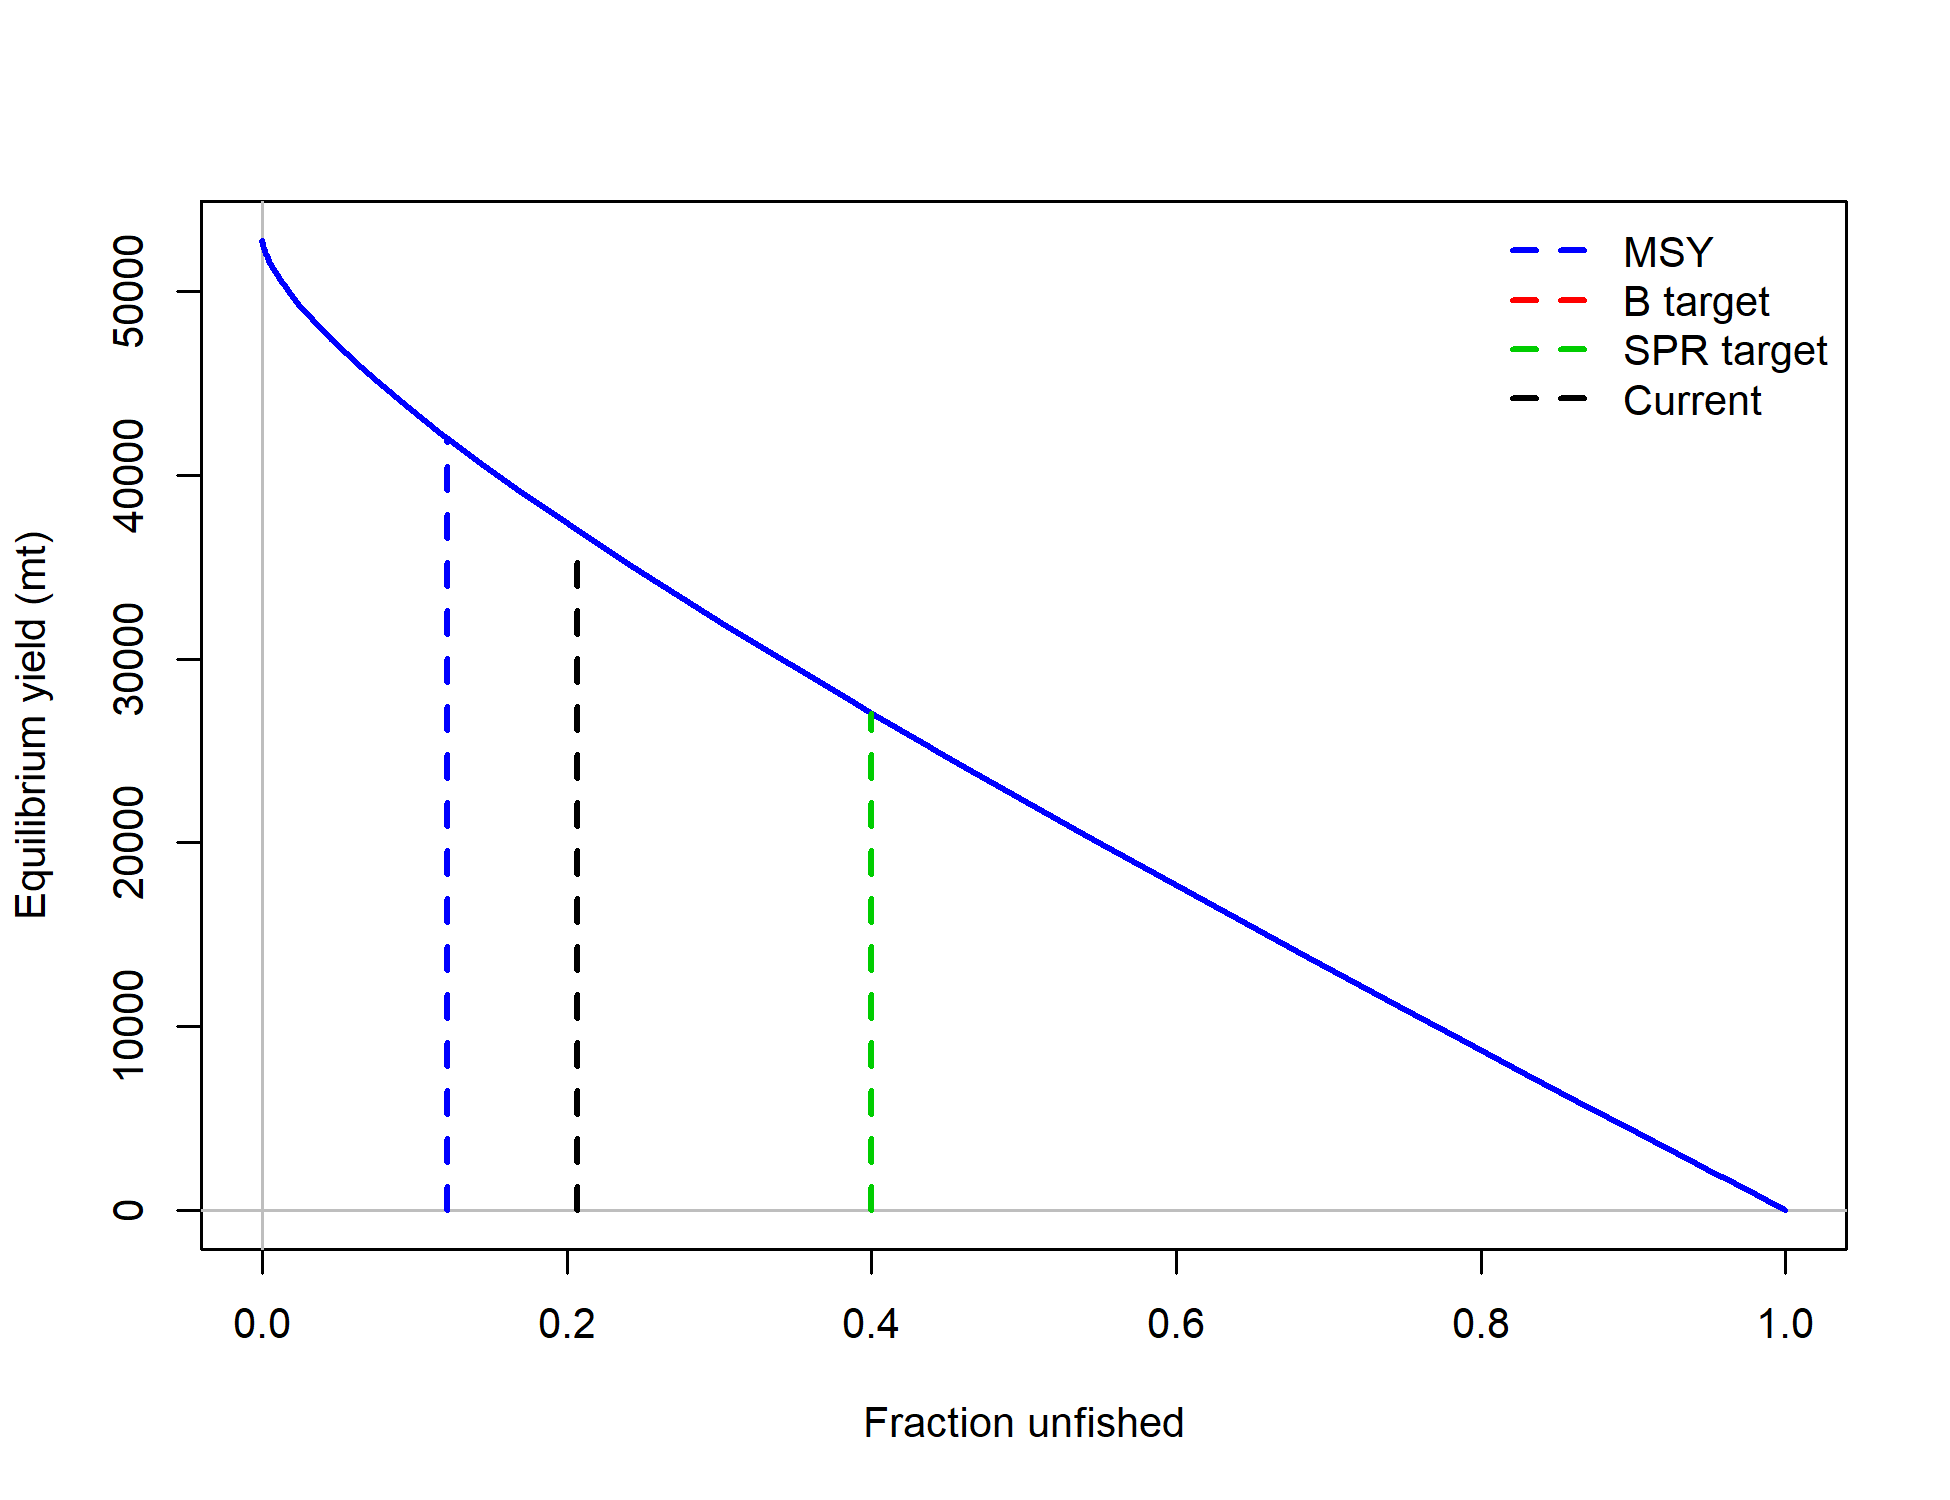 MSY
B target
SPR target
Current
Equilibrium yield (mt)
50000
40000
30000
20000
10000
0
0.0 0.2 0.4 0.6 0.8 1.0
Fraction unfished